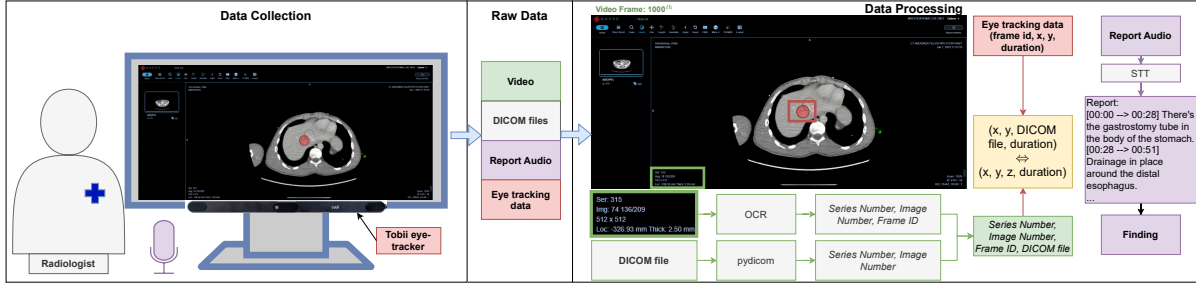 Data Collection
Radiologist
Tobii eye-
tracker
Raw Data
Video
DICOM files
Report Audio
Eye tracking
data
Video Frame: 1000th
Data Processing
Ser: 315
Img: 74 136/209
512 x 512
Loc: -326.93 mm Thick: 2.50 mm
OCR
Series Number, Image
Number, Frame ID
DICOM file
pydicom
Series Number, Image
Number
Eye tracking data
(frame id, x, y,
duration)
(x, y, DICOM
file, duration)
⇔
(x, y, z, duration)
Series Number,
Image Number,
Frame ID, DICOM file
Report Audio
STT
Report:
[00:00 --> 00:28] There's
the gastrostomy tube in
the body of the stomach.
[00:28 --> 00:51]
Drainage in place
around the distal
esophagus.
...
Finding